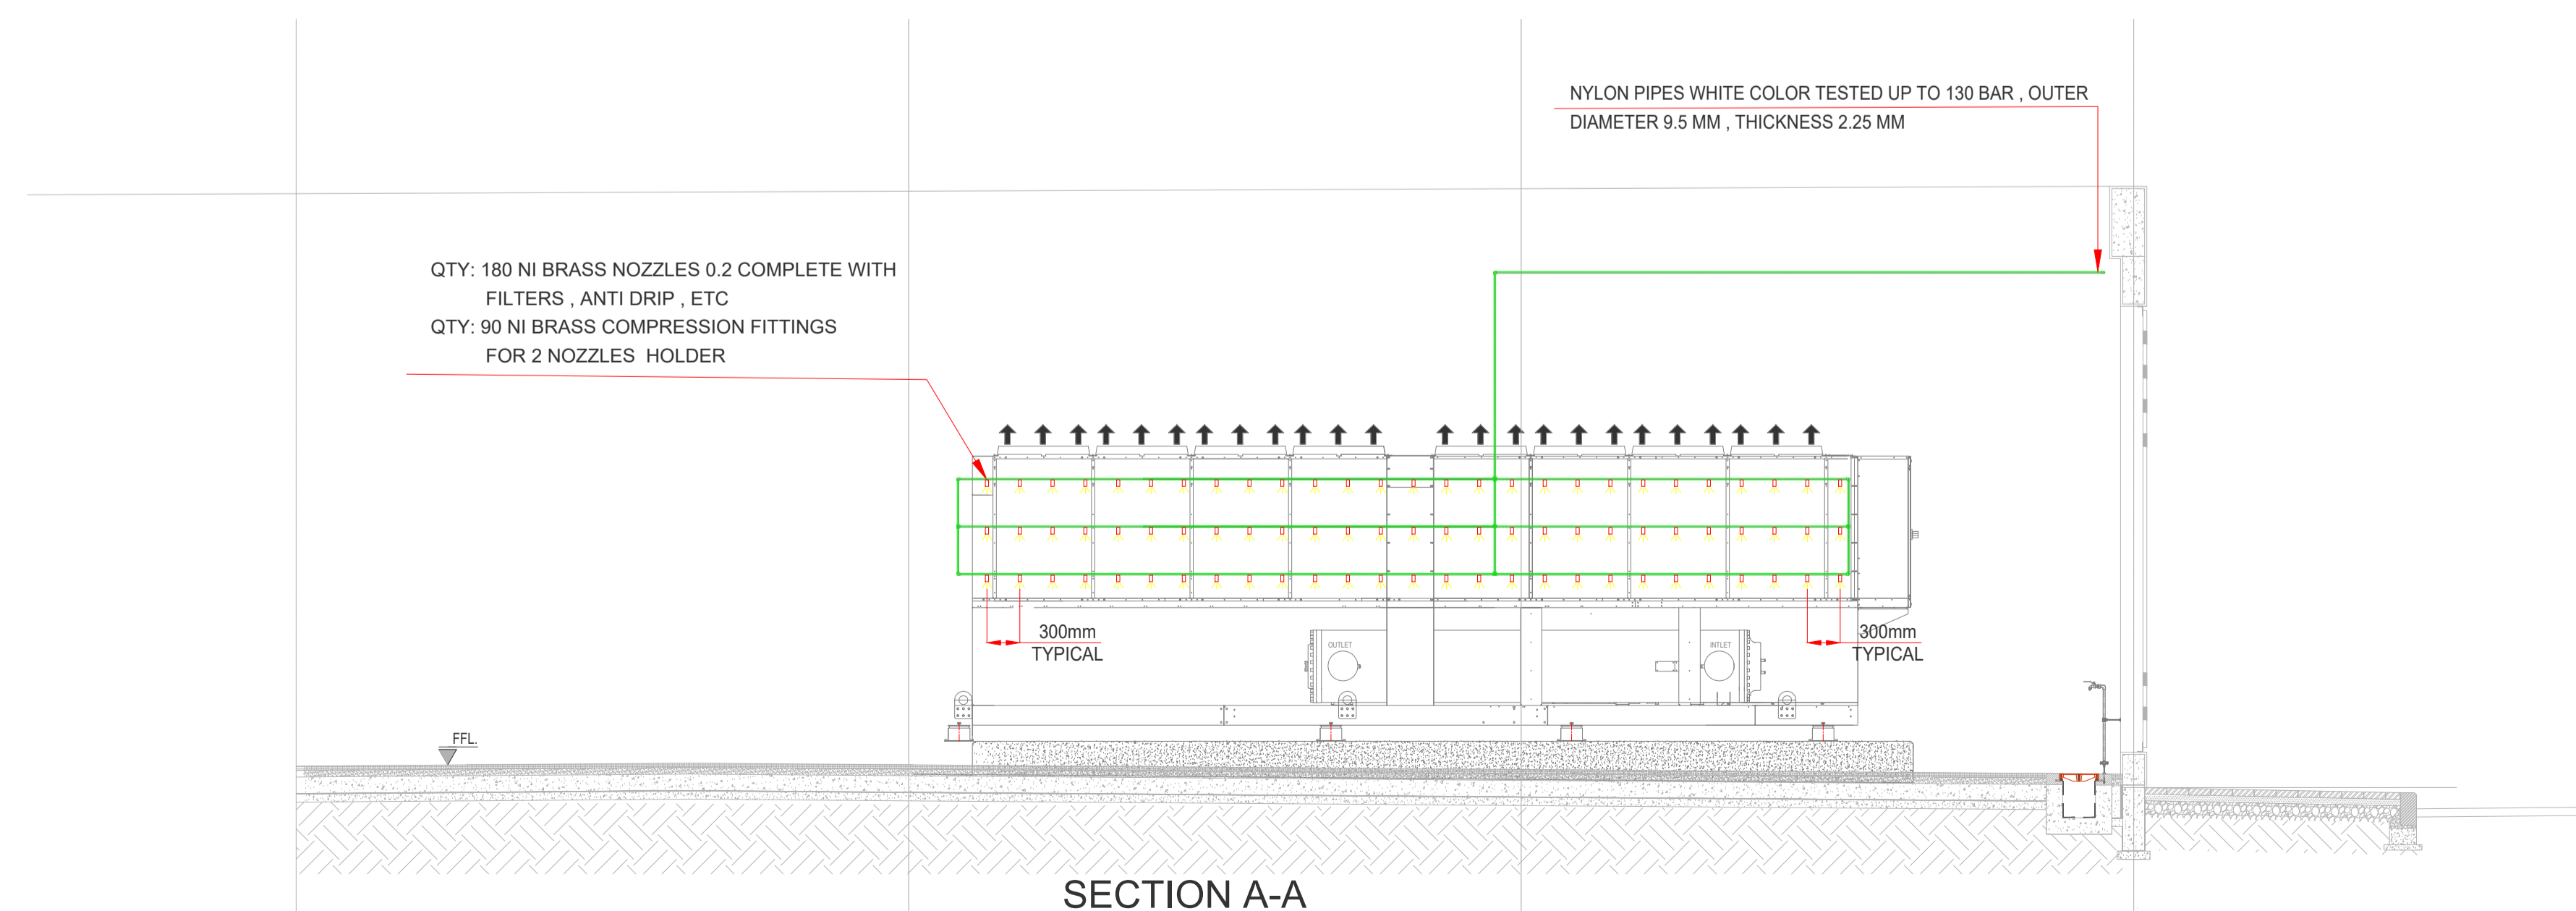 NYLON PIPES WHITE COLOR TESTED UP TO 130 BAR , OUTER
DIAMETER 9.5 MM , THICKNESS 2.25 MM
QTY: 180 NI BRASS NOZZLES 0.2 COMPLETE WITH
FILTERS , ANTI DRIP , ETC
QTY: 90 NI BRASS COMPRESSION FITTINGS
FOR 2 NOZZLES HOLDER
300mm
TYPICAL
300mm
TYPICAL
OUTLET
INTLET
FFL.
SECTION A-A